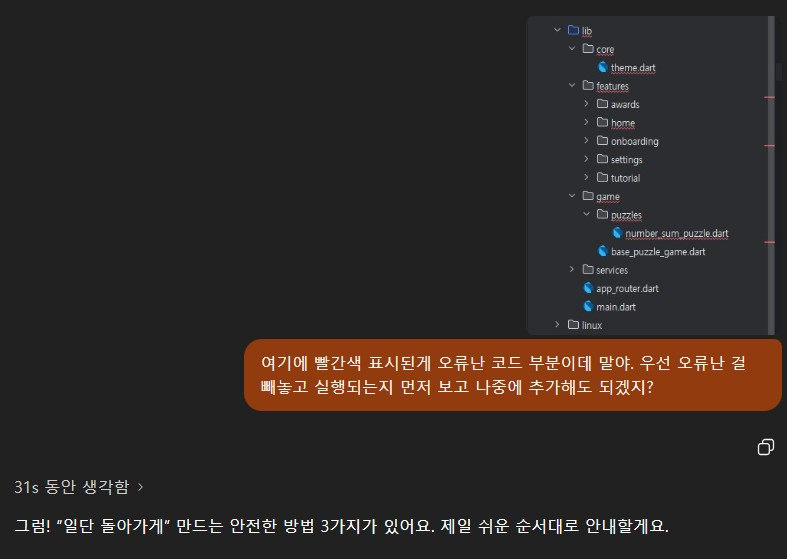 lib
core
theme.dart
features
awards
home
onboarding
settings
tutorial
game
puzzles
number_sum_puzzle.dart
base_puzzle_game.dart
services
app_router.dart
main.dart
linux
여기에 빨간색 표시된게 오류난 코드 부분이데 말야. 우선 오류난 걸
빼놓고 실행되는지 먼저 보고 나중에 추가해도 되겠지?
31s 동안 생각함
그럼! “일단 돌아가게” 만드는 안전한 방법 3가지가 있어요. 제일 쉬운 순서대로 안내할게요.